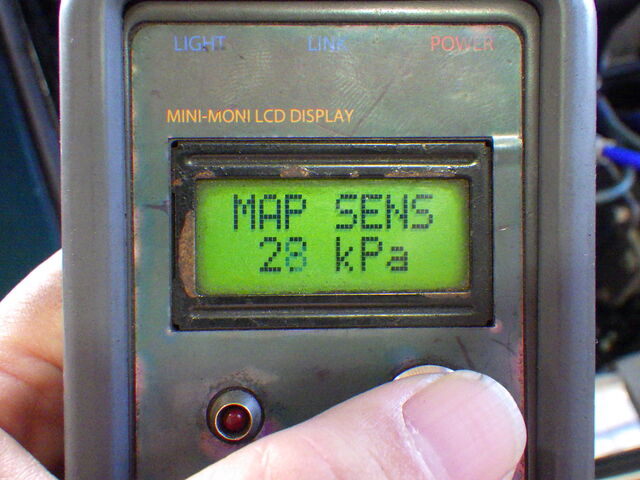 LIGHT LINK POWER
MINI-MONI LCD DISPLAY
MAP SENS
28 kPa